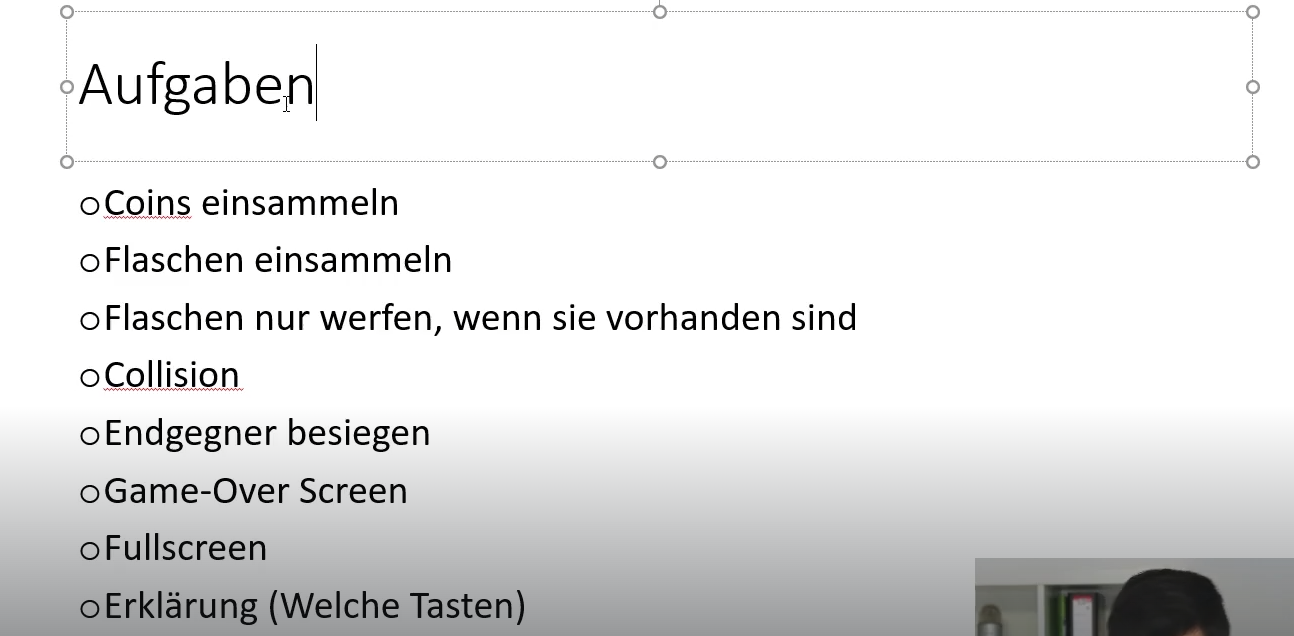 Aufgaben
Coins einsammeln
Flaschen einsammeln
Flaschen nur werfen, wenn sie vorhanden sind
Collision
Endgegner besiegen
Game-Over Screen
Fullscreen
Erklärung (Welche Tasten)